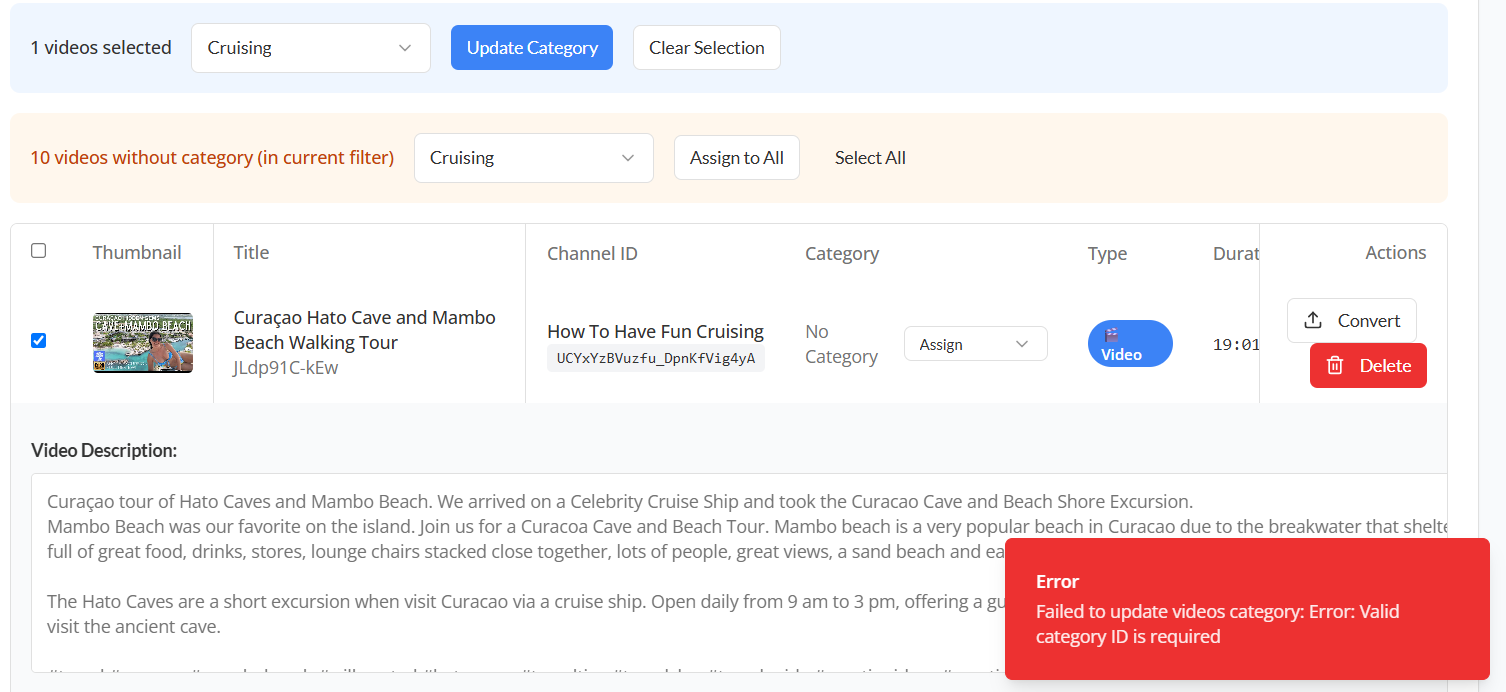 1 videos selected
Cruising
Update Category
Clear Selection
10 videos without category (in current filter)
Cruising
Assign to All
Select All
Thumbnail
Title
Channel ID
Category
Type
Durat
Actions
CAVE+MAMBO BEACH
Curaçao Hato Cave and Mambo
Beach Walking Tour
JLdp91C-kEw
How To Have Fun Cruising
UCYxYzBVuzfu_DpnKfVig4yA
No
Category
Assign
Video
19:01
Convert
Delete
Video Description:
Curaçao tour of Hato Caves and Mambo Beach. We arrived on a Celebrity Cruise Ship and took the Curacao Cave and Beach Shore Excursion.
Mambo Beach was our favorite on the island. Join us for a Curacoa Cave and Beach Tour. Mambo beach is a very popular beach in Curacao due to the breakwater that shelte
full of great food, drinks, stores, lounge chairs stacked close together, lots of people, great views, a sand beach and ea
The Hato Caves are a short excursion when visit Curacao via a cruise ship. Open daily from 9 am to 3 pm, offering a gu
visit the ancient cave.
Error
Failed to update videos category: Error: Valid
category ID is required